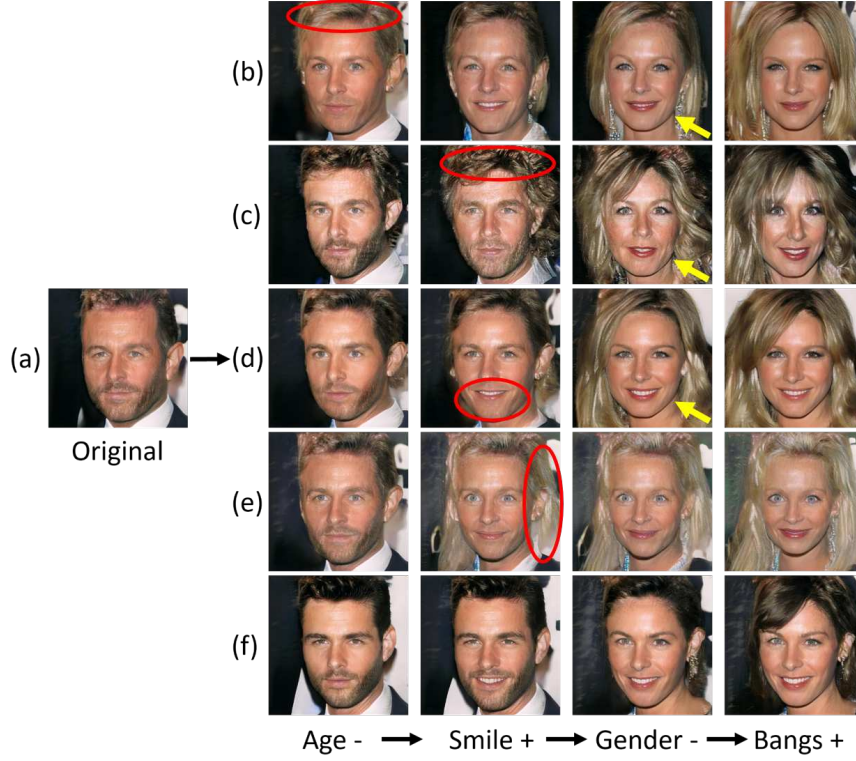 (b)
(c)
(a)
(d)
Original
(e)
(f)
Age -
Smile +
Gender -
Bangs +